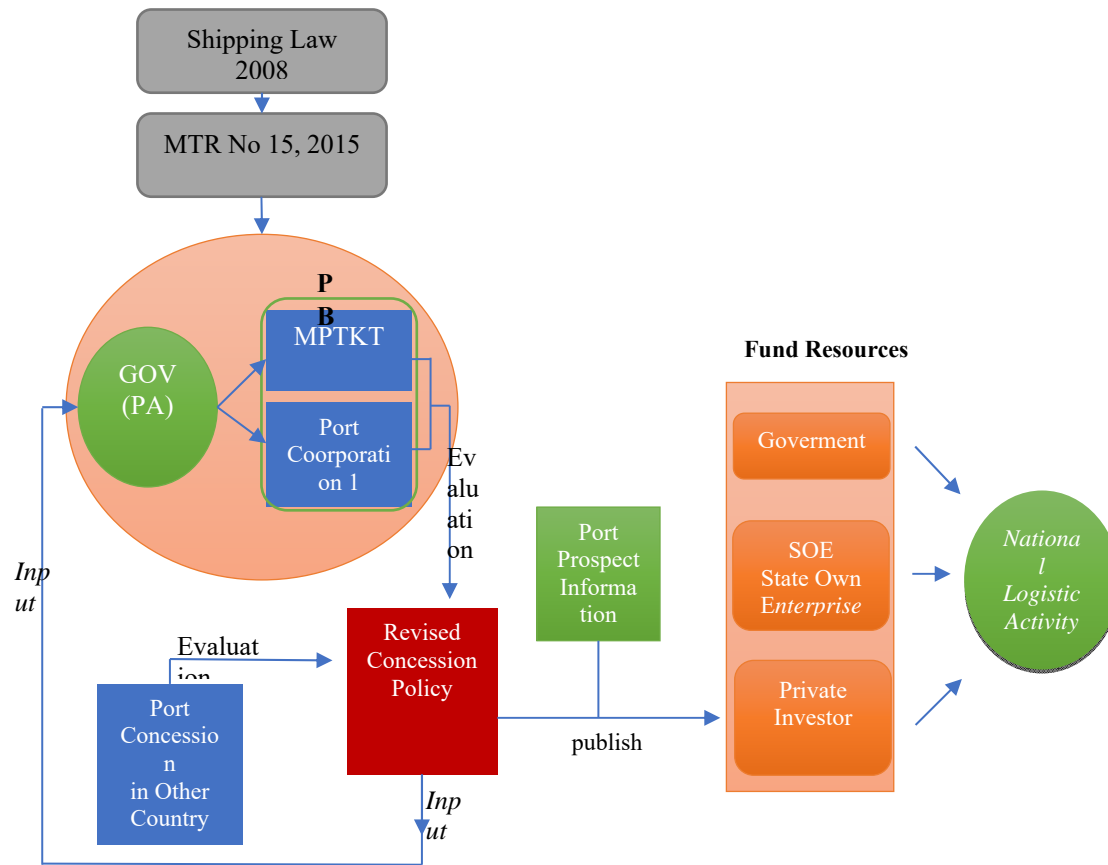 Shipping Law
2008
MTR No 15, 2015
P
B
MPTKT
GOV
(PA)
Port
Coorporati
on 1
Ev
alu
ati
on
Inp
ut
Fund Resources
Goverment
SOE
State Own
Enterprise
Private
Investor
Nationa
l
Logistic
Activity
Port
Prospect
Informa
tion
Revised
Concession
Policy
Evaluat
ion
Port
Concessio
n
in Other
Country
publish
Inp
ut